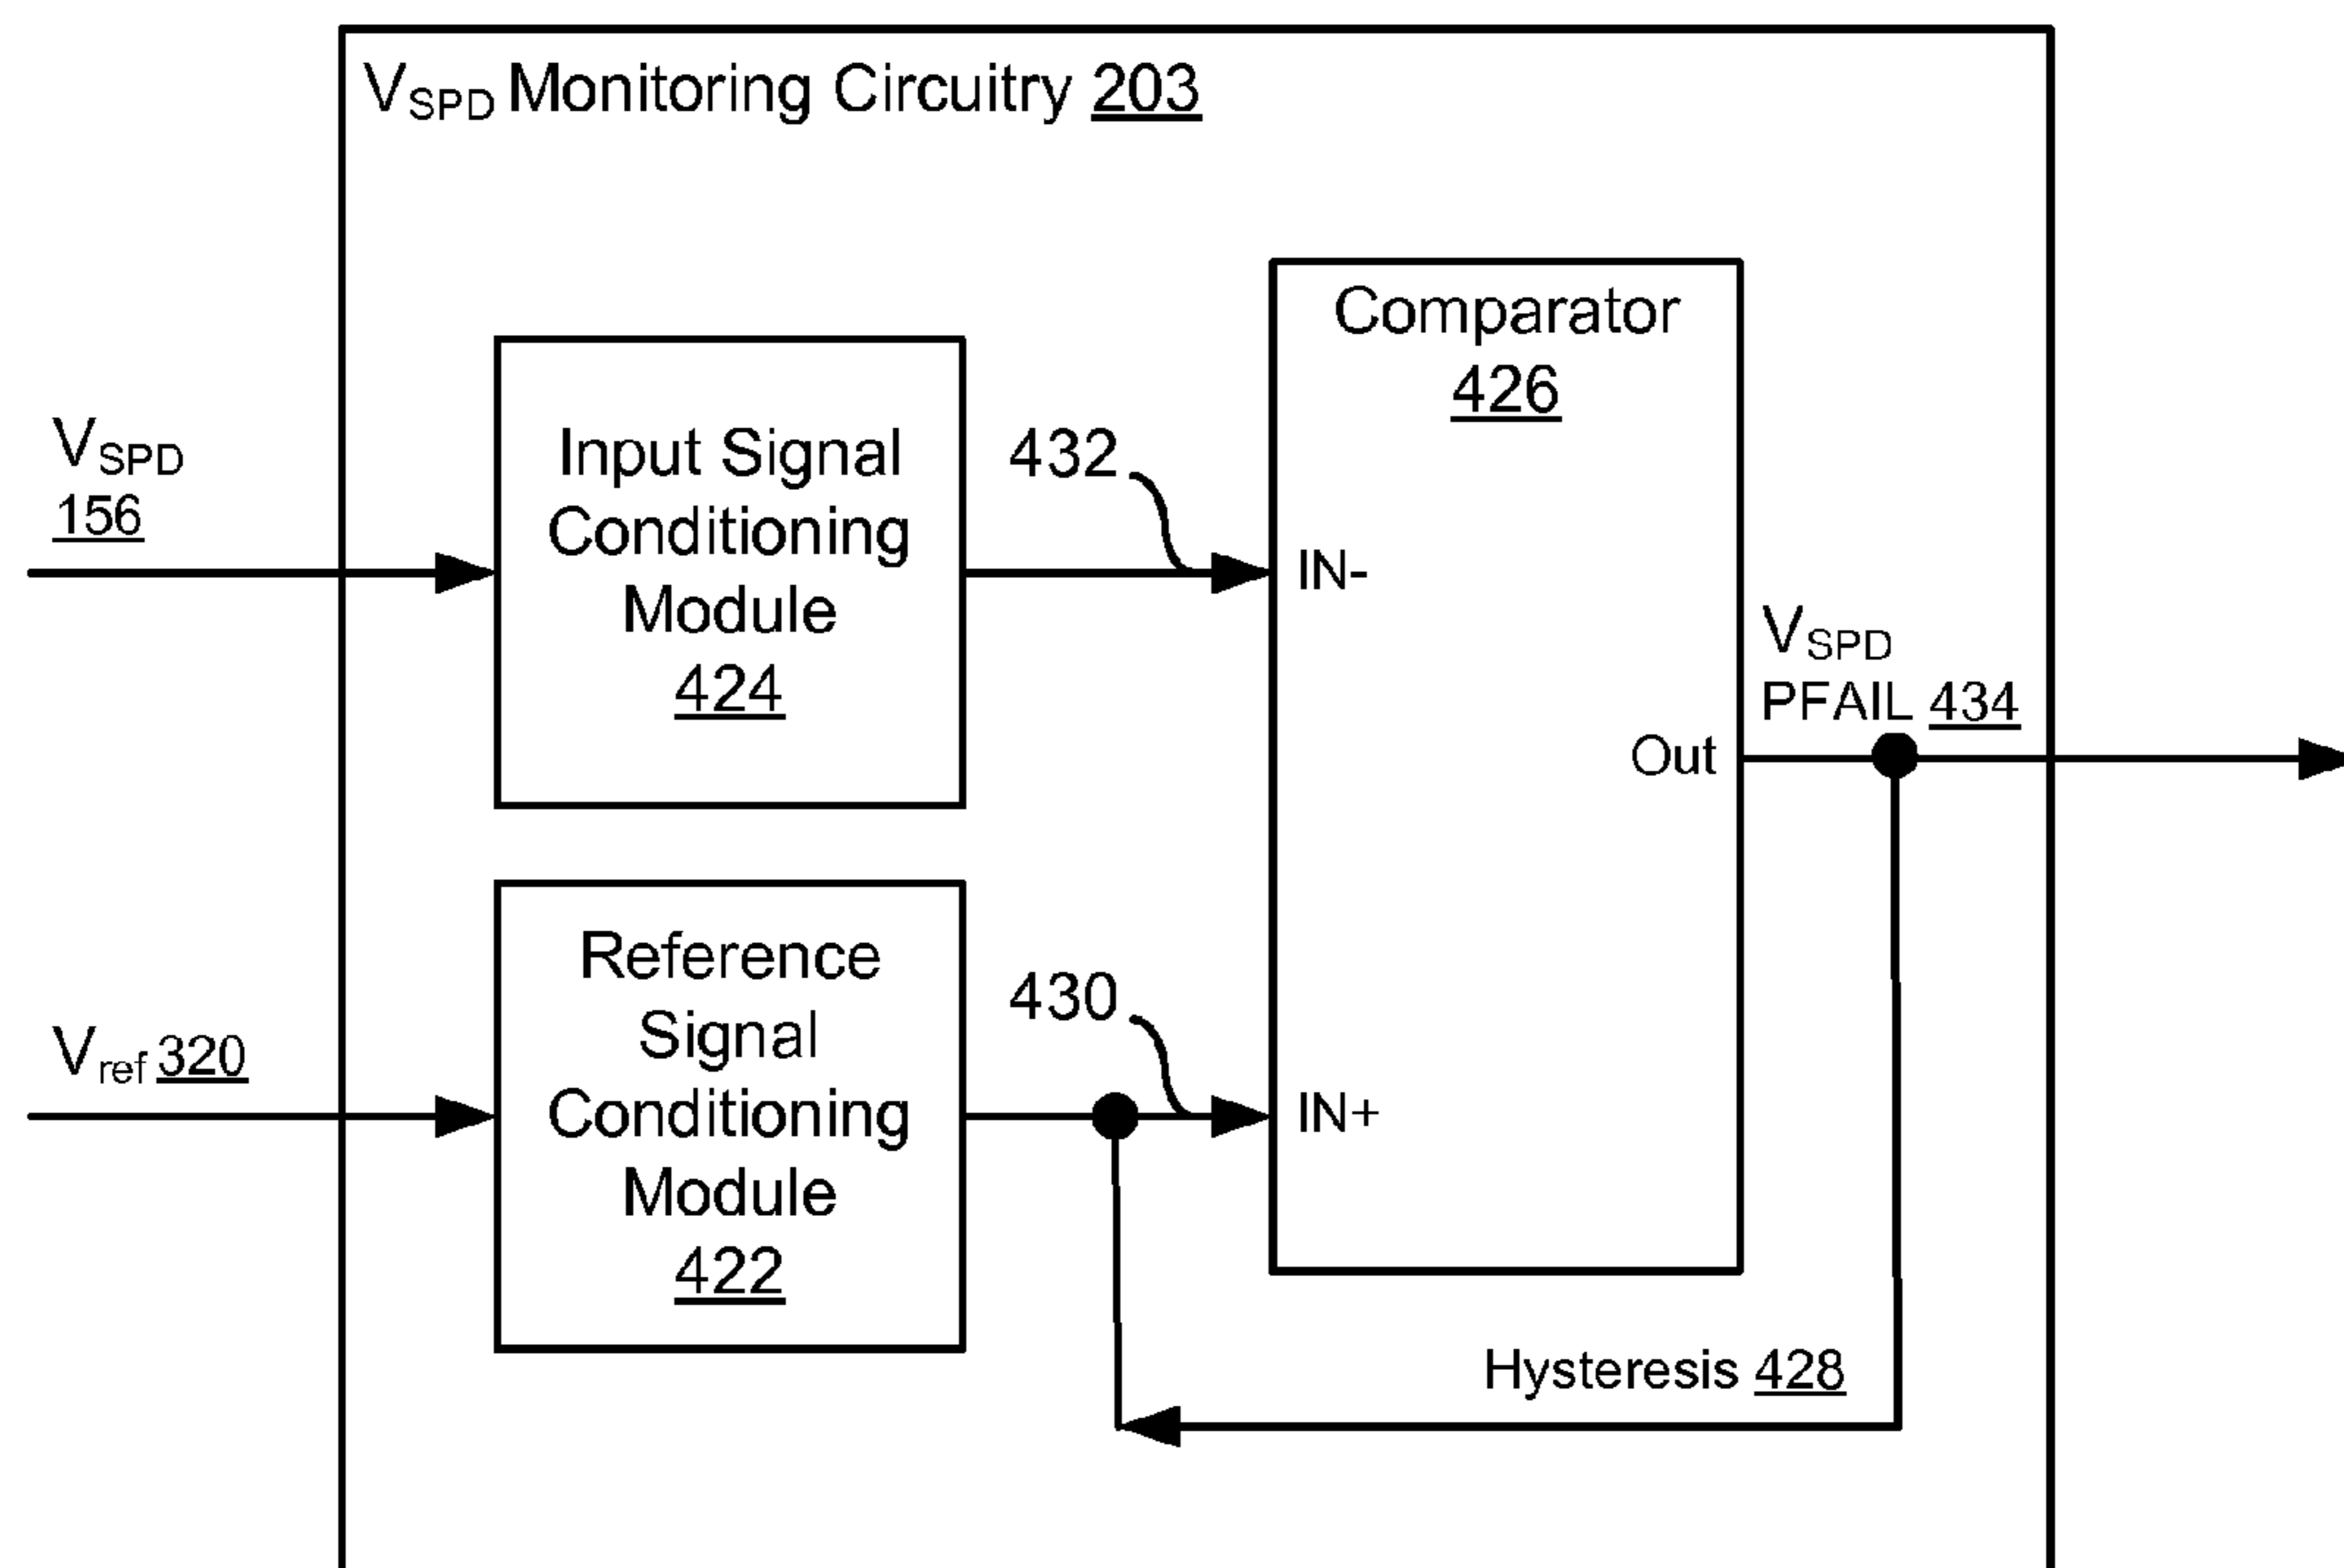 VSPD Monitoring Circuitry 203
Comparator
426
VSPD
156
Input Signal
Conditioning
Module
424
432
IN-
VSPD
PFAIL 434
Out
Reference
Signal
Conditioning
Module
422
Vref 320
430
IN+
Hysteresis 428